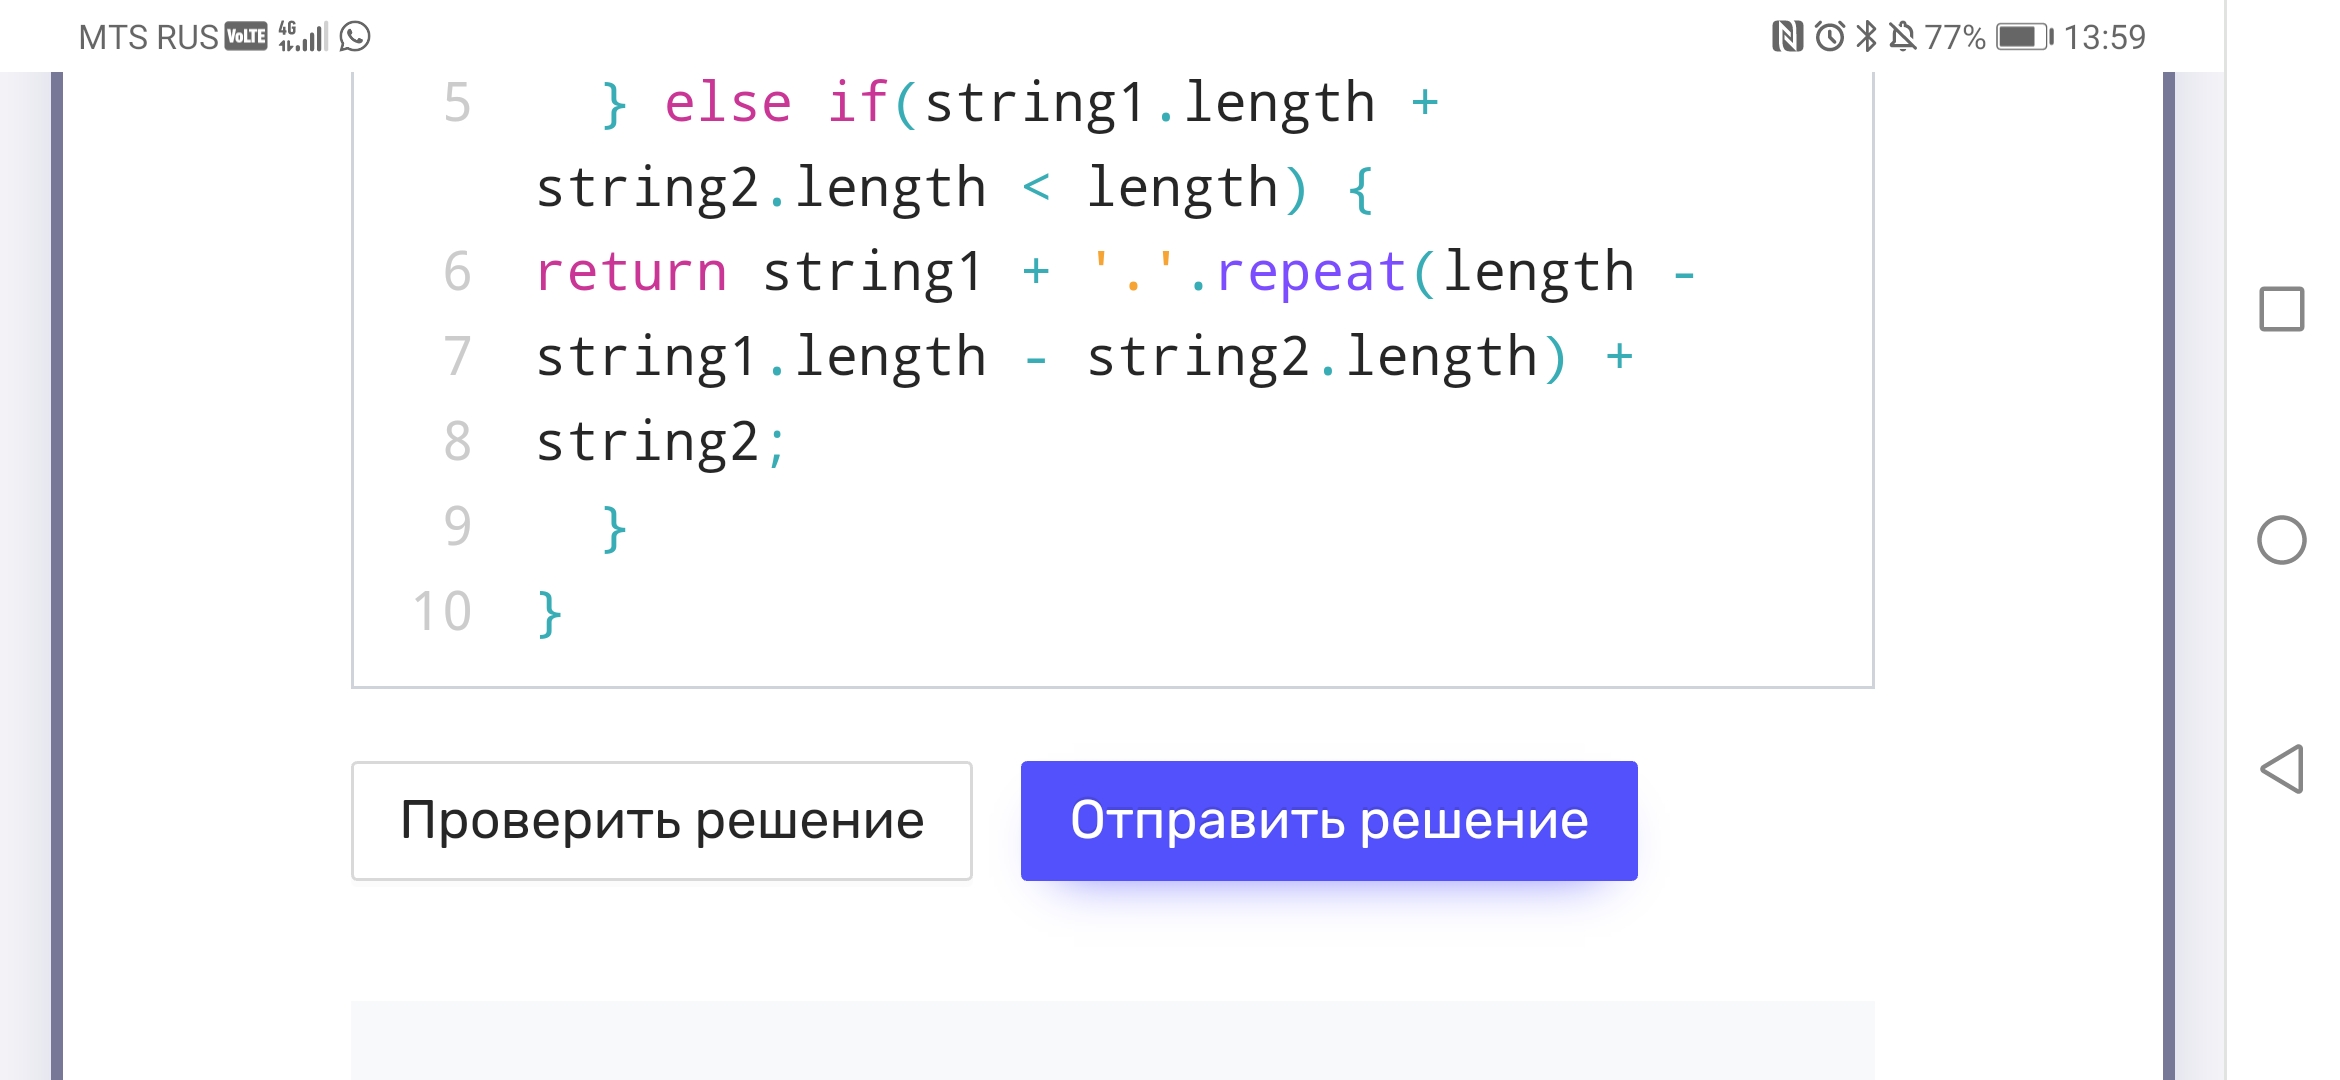 MTS RUS VoLTE 4G 77% 13:59
5 } else if(string1.length +
string2.length < length) {
6 return string1 + '.'.repeat(length -
7 string1.length - string2.length) +
8 string2;
9 }
10 }
Проверить решение Отправить решение